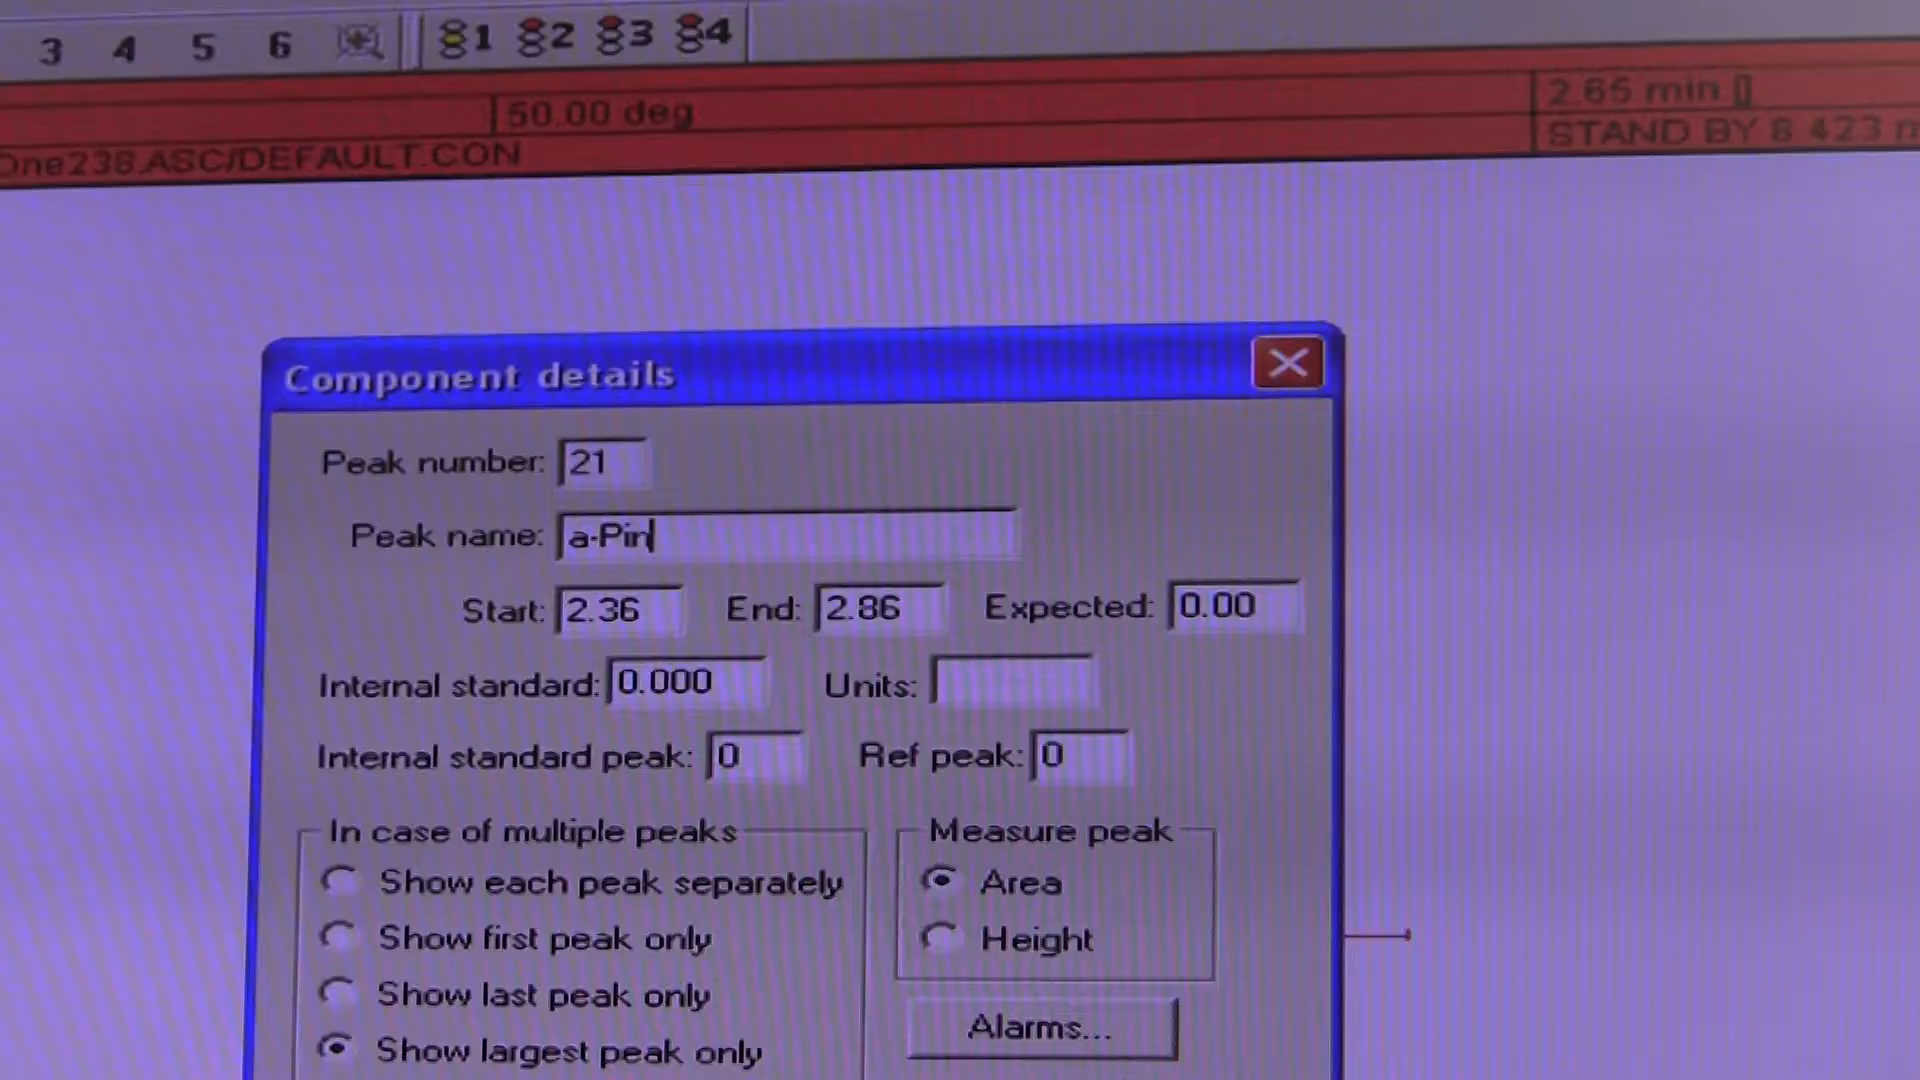 3 4 5 6 1 2 3 4
50.00 deg
2.65 min []
One238.ASC/DEFAULT.CON
STAND BY 8 423
Component details
Peak number: 21
Peak name: a-Pin
Start: 2.36 End: 2.86 Expected: 0.00
Internal standard: 0.000 Units:
Internal standard peak: 0 Ref peak: 0
In case of multiple peaks
Measure peak
Show each peak separately
Area
Show first peak only
Height
Show last peak only
Alarms...
Show largest peak only